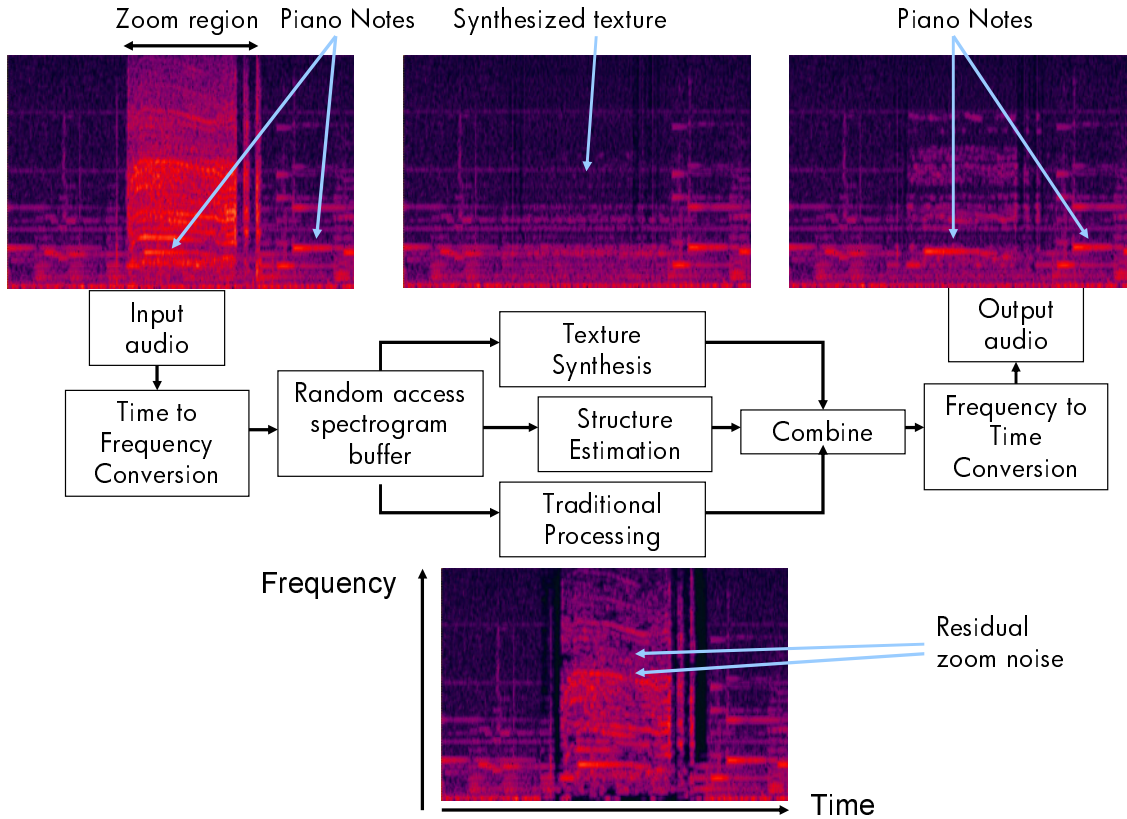 Zoom region
Piano Notes
Synthesized texture
Piano Notes
Input
audio
Time to
Frequency
Conversion
Random access
spectrogram
buffer
Texture
Synthesis
Structure
Estimation
Traditional
Processing
Combine
Output
audio
Frequency to
Time
Conversion
Frequency
Residual
zoom noise
Time